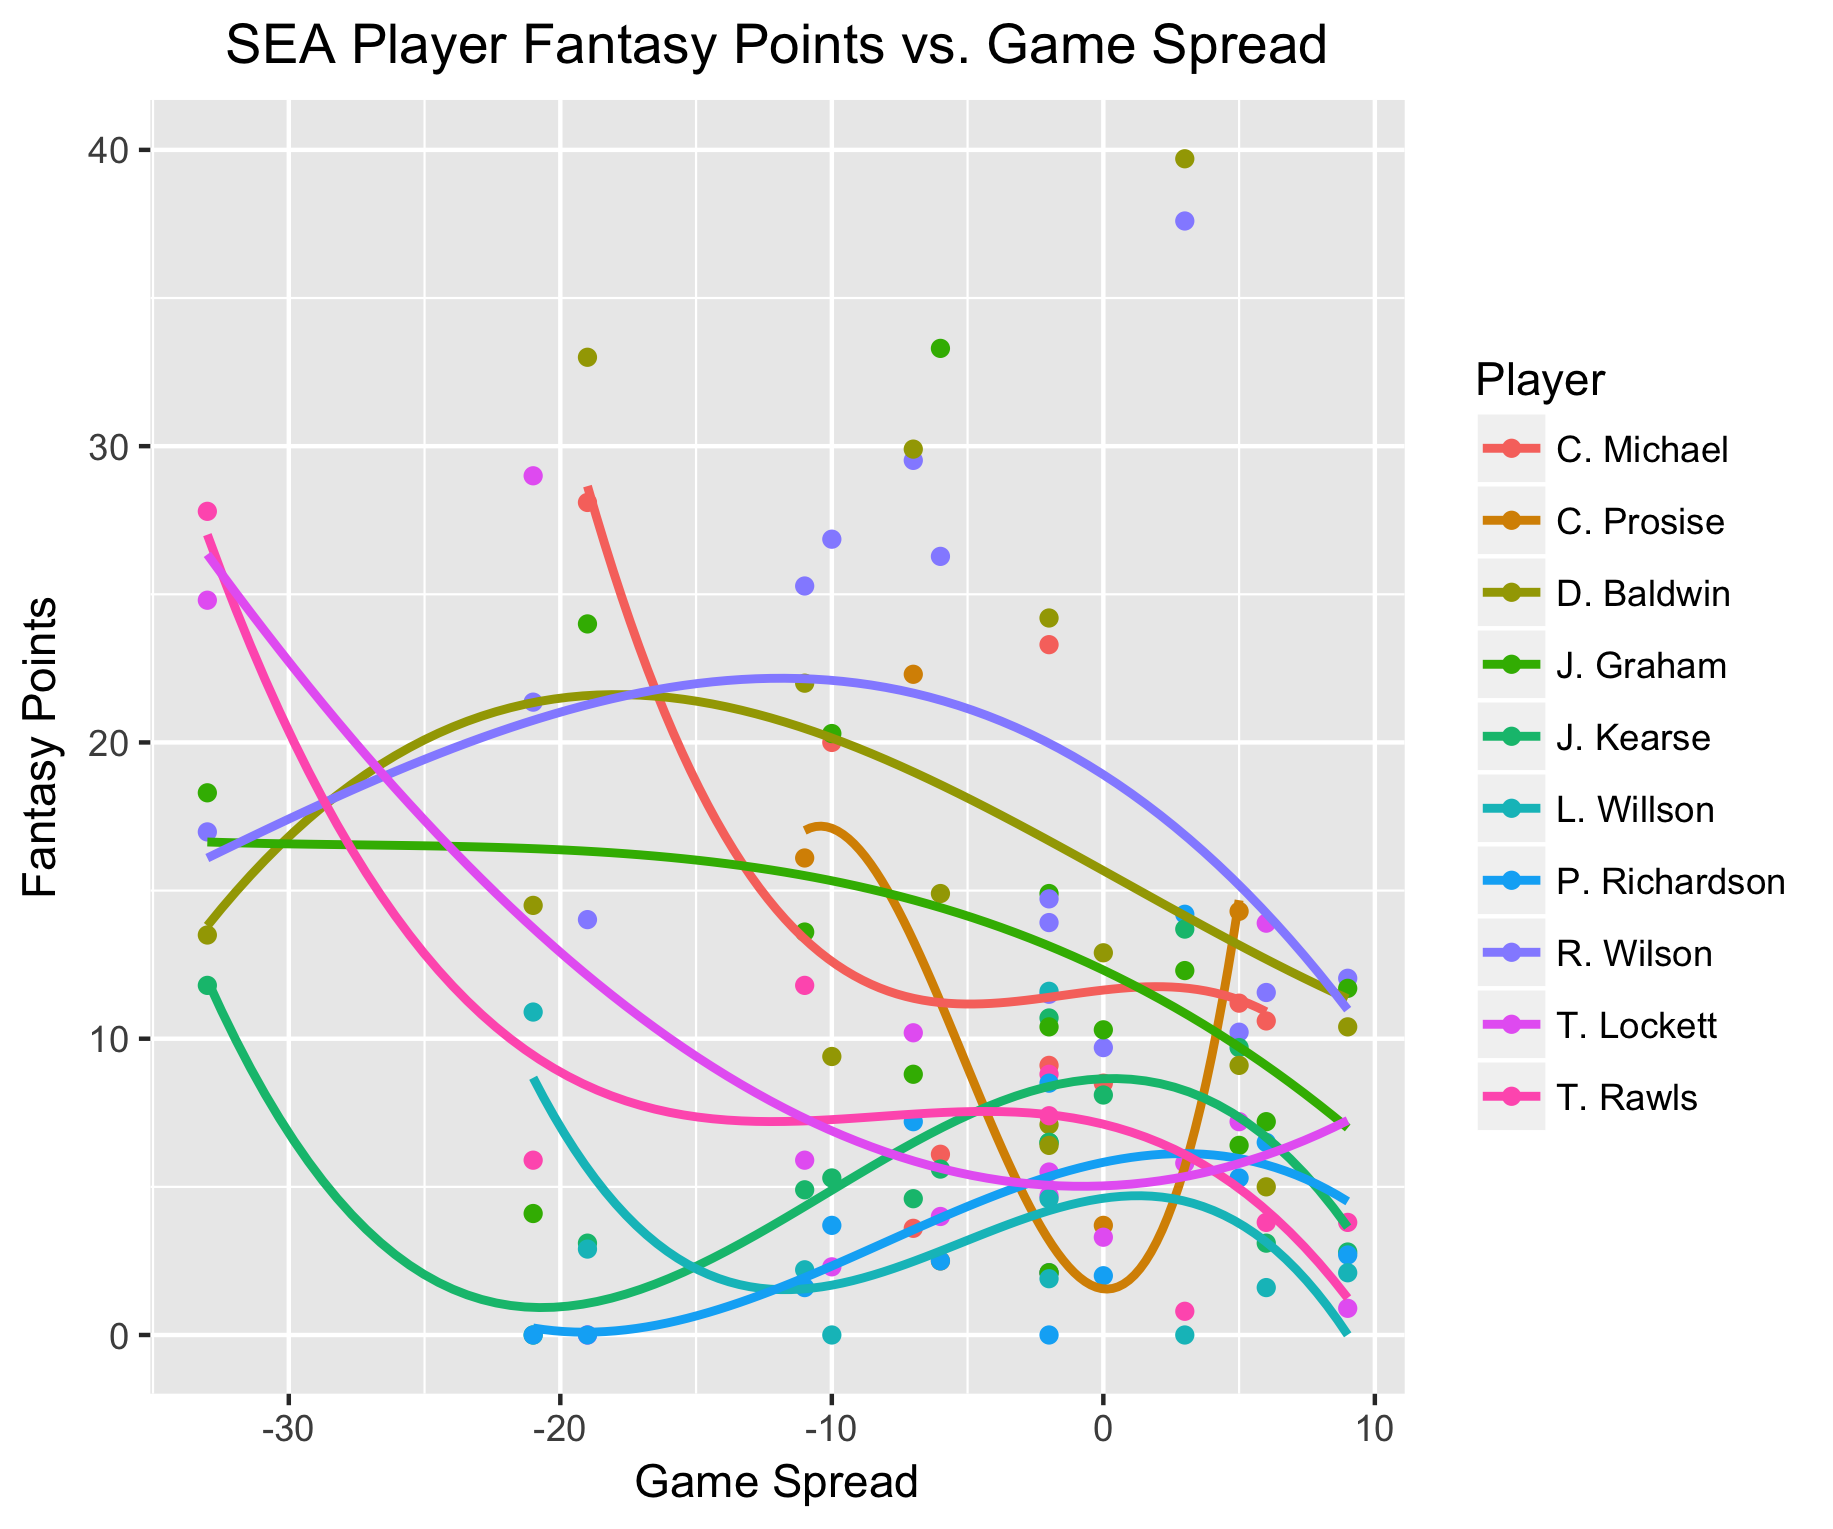 SEA Player Fantasy Points vs. Game Spread
40
30
20
10
0
Fantasy Points
-30
-20
-10
0
10
Game Spread
Player
C. Michael
C. Prosise
D. Baldwin
J. Graham
J. Kearse
L. Willson
P. Richardson
R. Wilson
T. Lockett
T. Rawls